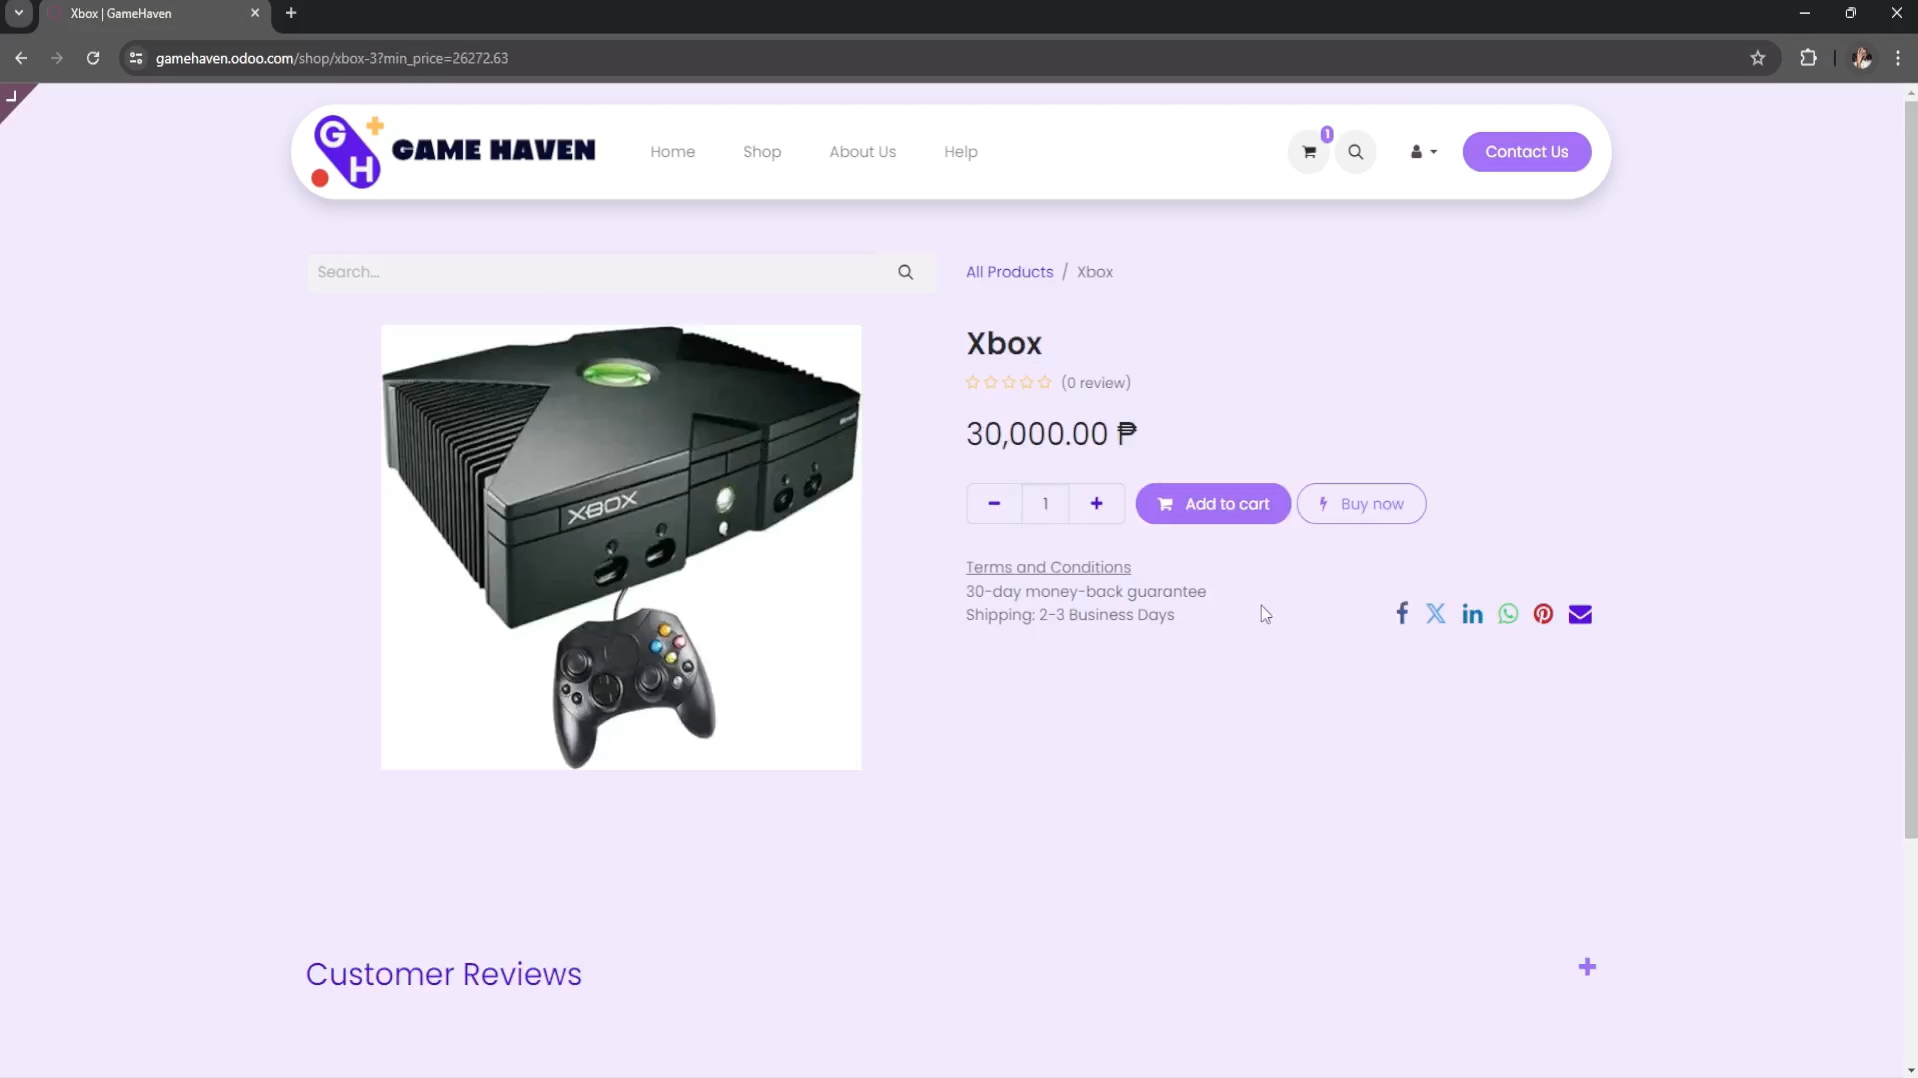 Xbox | GameHaven
gamehaven.odoo.com/shop/xbox-3?min_price=26272.63
G H GAME HAVEN
Home
Shop
About Us
Help
1
Contact Us
Search...
All Products / Xbox
XBOX
Xbox
(0 review)
30,000.00 ₱
1
Add to cart
Buy now
Terms and Conditions
30-day money-back guarantee
Shipping: 2-3 Business Days
Customer Reviews